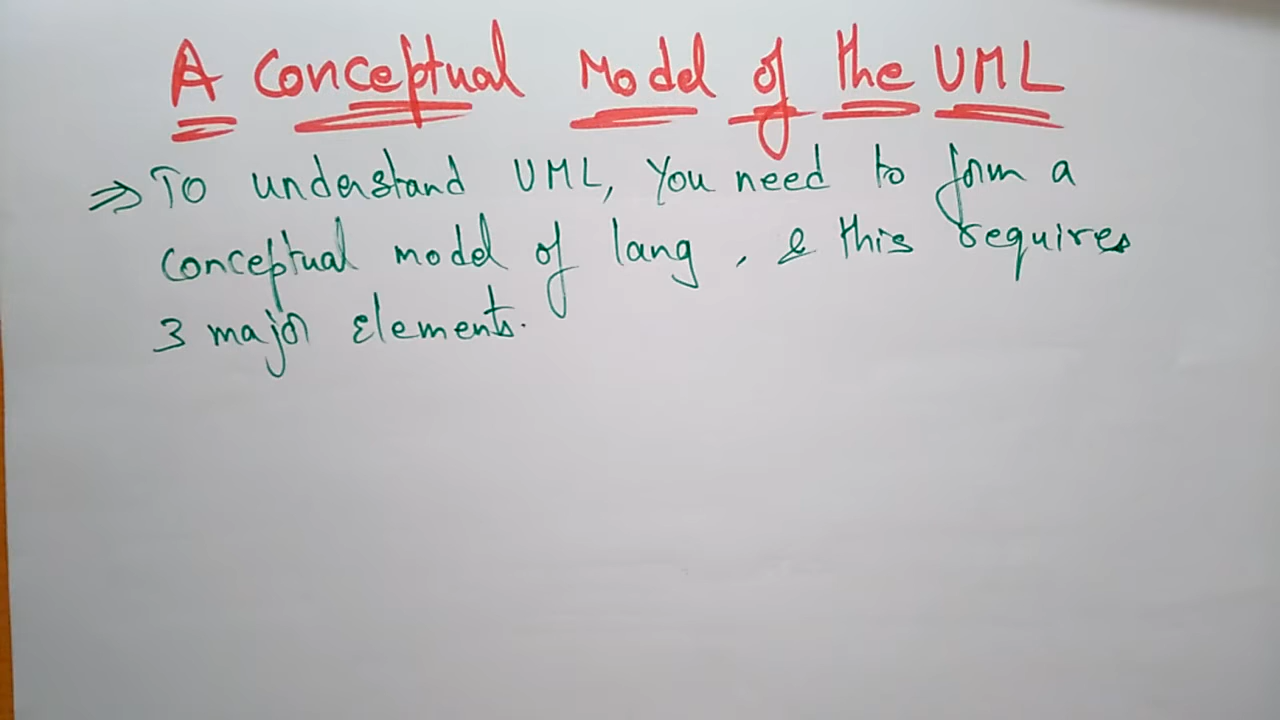 A Conceptual Model of the UML
⇒ To understand UML, You need to form a
conceptual model of lang, & this requires
3 major elements.